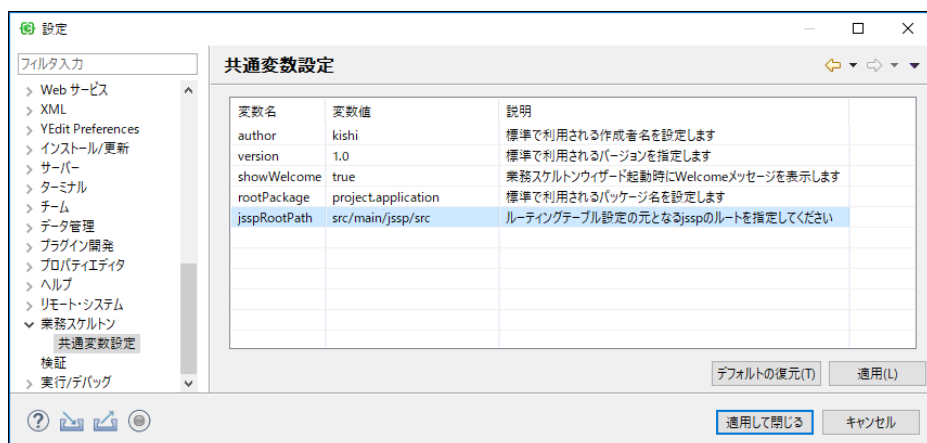 設定
フィルタ入力
共通変数設定
Web サービス
XML
YEdit Preferences
インストール/更新
サーバー
ターミナル
チーム
データ管理
プラグイン開発
プロパティエディタ
ヘルプ
リモート・システム
業務スケルトン
共通変数設定
検証
実行/デバッグ
変数名 変数値 説明
author kishi 標準で利用される作成者名を設定します
version 1.0 標準で利用されるバージョンを指定します
showWelcome true 業務スケルトンウィザード起動時にWelcomeメッセージを表示します
rootPackage project.application 標準で利用されるパッケージ名を設定します
jsspRootPath src/main/jssp/src ルーティングテーブル設定の元となるjsspのルートを指定してください
デフォルトの復元(T) 適用(L)
適用して閉じる キャンセル